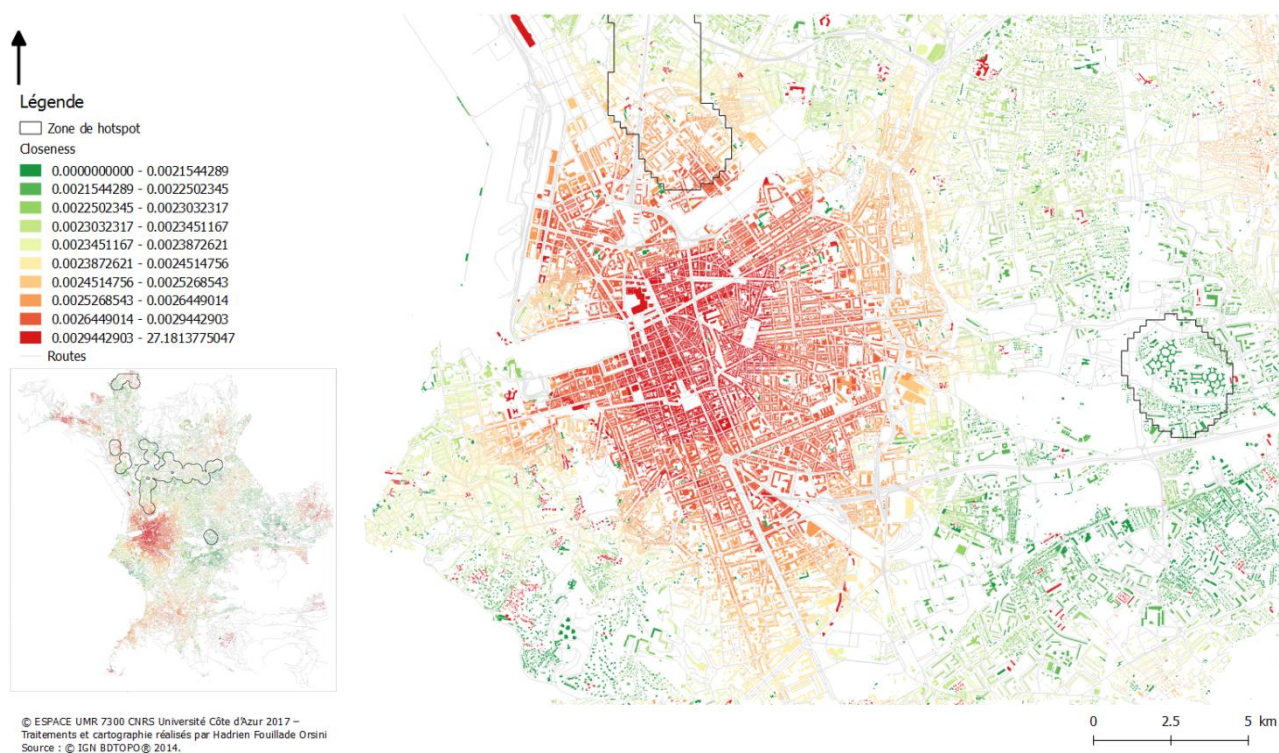 Légende
Zone de hotspot
Closeness
0.0000000000 - 0.0021544289
0.0021544289 - 0.0022502345
0.0022502345 - 0.0023032317
0.0023032317 - 0.0023451167
0.0023451167 - 0.0023872621
0.0023872621 - 0.0024514756
0.0024514756 - 0.0025268543
0.0025268543 - 0.0026449014
0.0026449014 - 0.0029442903
0.0029442903 - 27.1813775047
Routes
© ESPACE UMR 7300 CNRS Université Côte d'Azur 2017 –
Traitements et cartographie réalisés par Hadrien Fouillade Orsini
Source : © IGN BDTOPO® 2014.
0 2.5 5 km